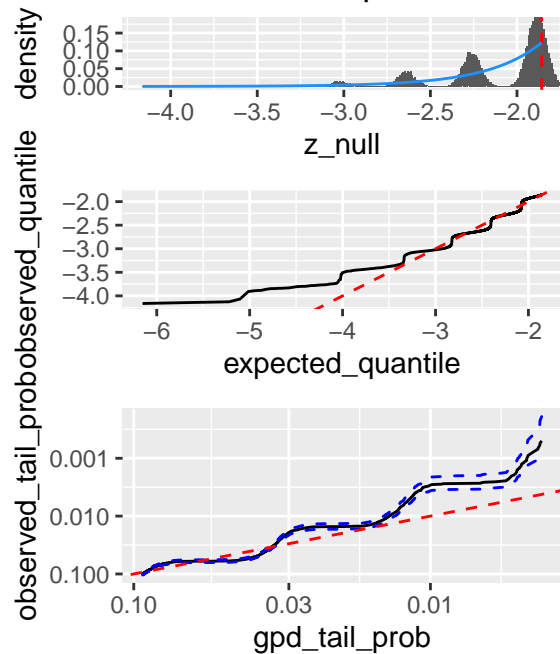 density
0.15
0.10
0.05
0.00
−4.0 −3.5 −3.0 −2.5 −2.0
z_null
observed_quantile
−2.0
−2.5
−3.0
−3.5
−4.0
−6 −5 −4 −3 −2
expected_quantile
observed_tail_prob
0.001
0.010
0.100
0.10 0.03 0.01
gpd_tail_prob